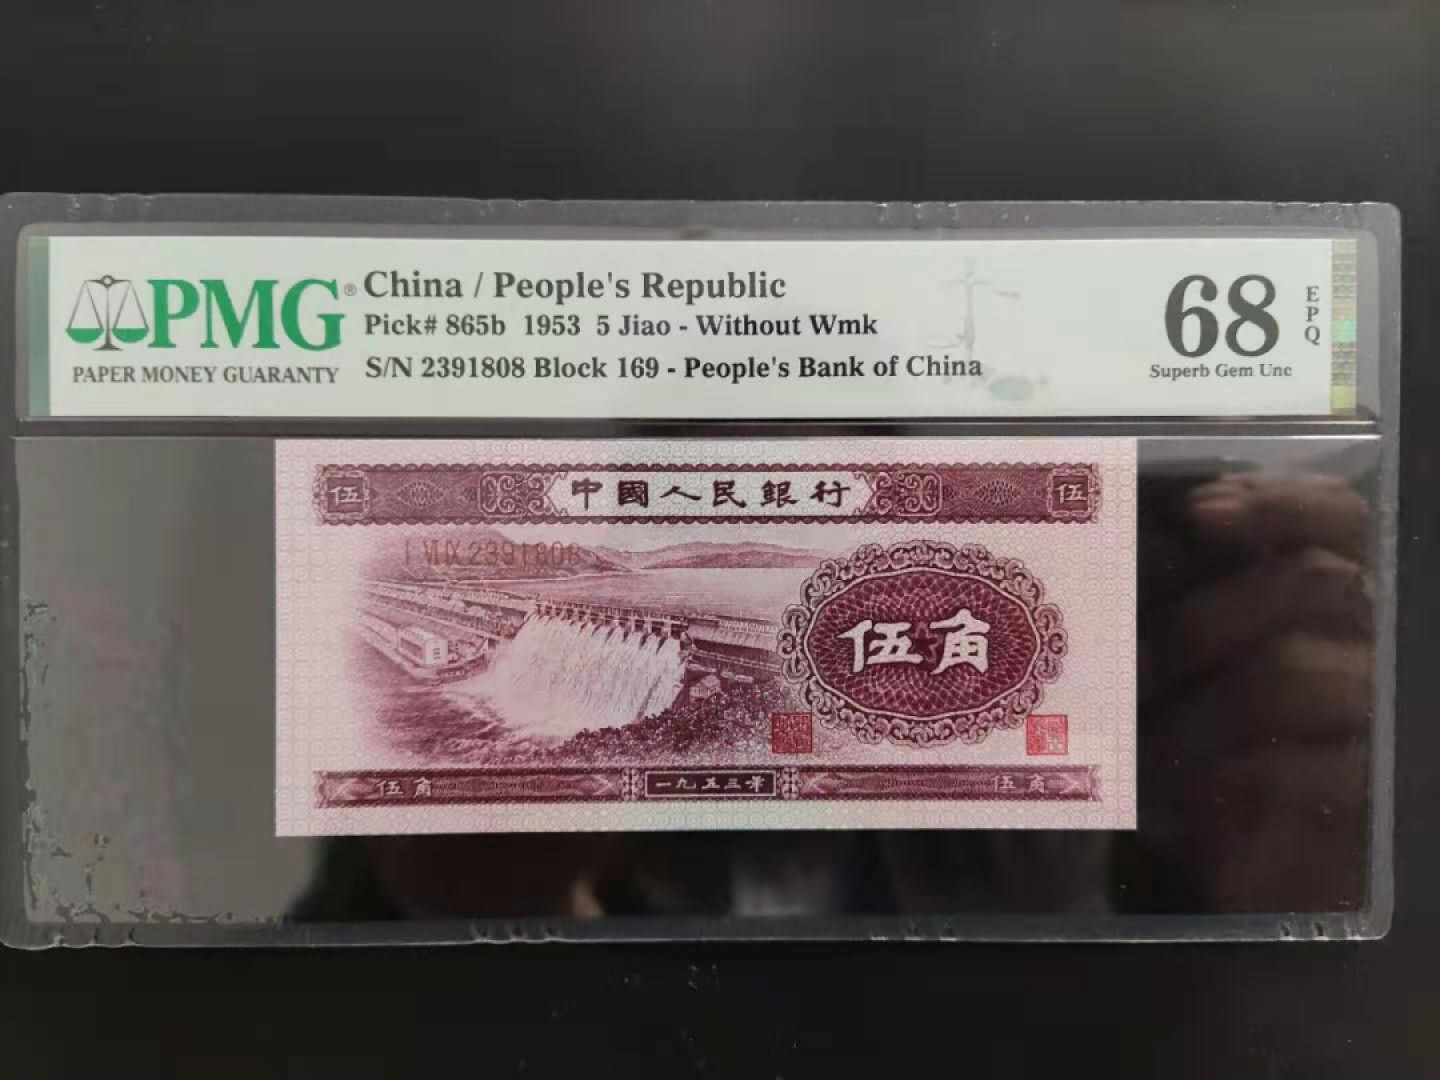 PMG®
PAPER MONEY GUARANTY
China / People's Republic
Pick# 865b 1953 5 Jiao - Without Wmk
S/N 2391808 Block 169 - People's Bank of China
68
EPQ
Superb Gem Unc
伍
中國人民銀行
伍
I VI IX 2391808
伍角
伍角
一九五三年
伍角